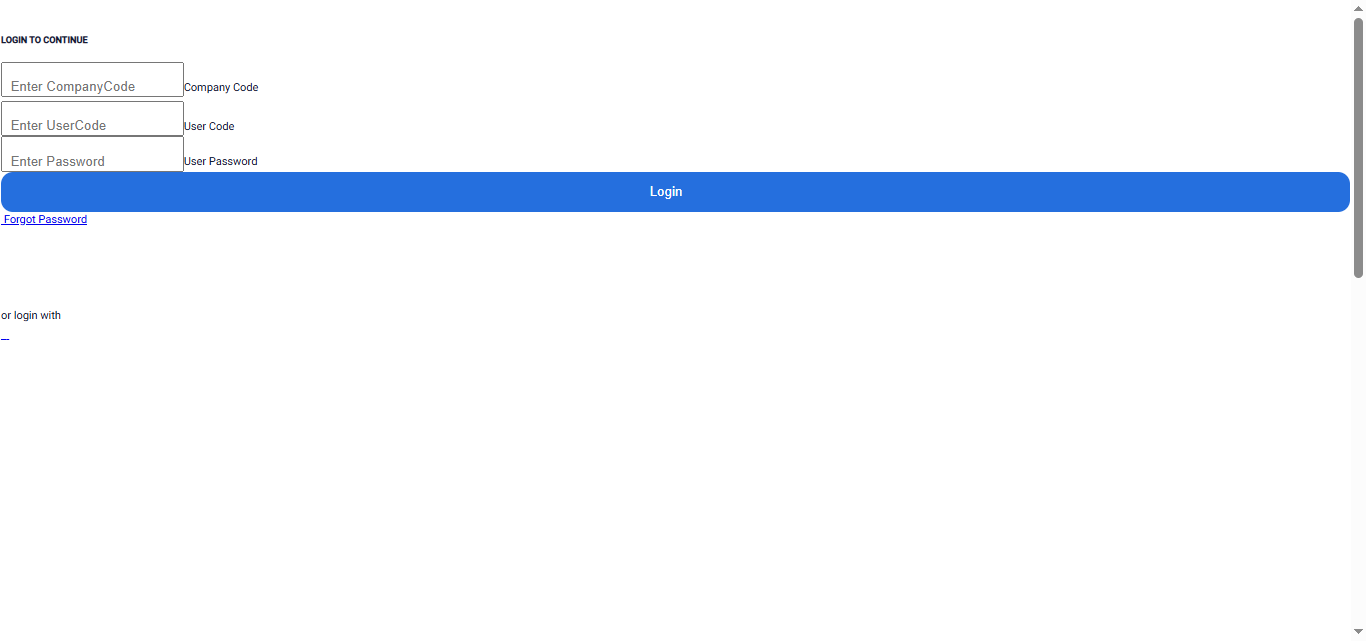 LOGIN TO CONTINUE
Enter CompanyCode Company Code
Enter UserCode User Code
Enter Password User Password
Login
Forgot Password
or login with